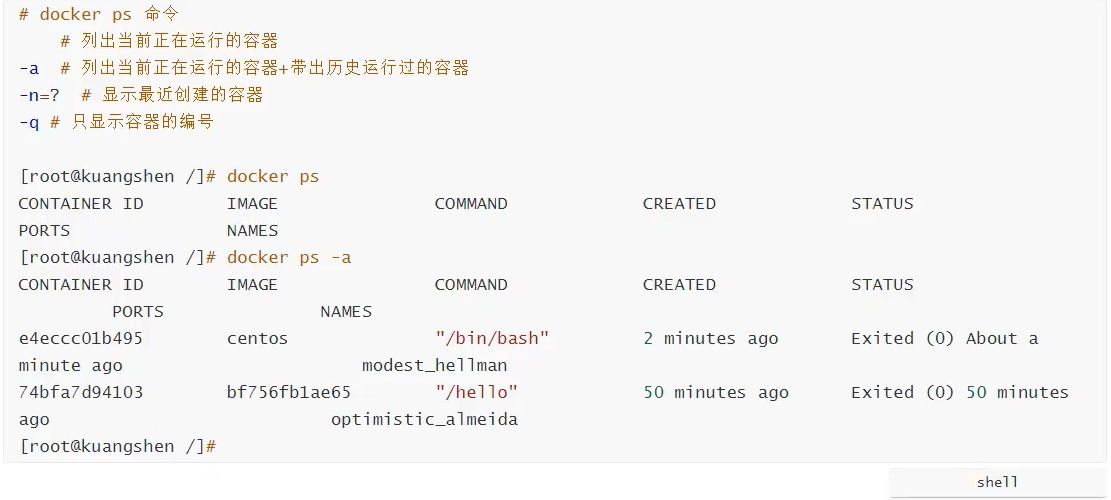 # docker ps 命令
    # 列出当前正在运行的容器
-a  # 列出当前正在运行的容器+带出历史运行过的容器
-n=?  # 显示最近创建的容器
-q # 只显示容器的编号

[root@kuangshen /]# docker ps
CONTAINER ID        IMAGE               COMMAND             CREATED             STATUS
PORTS               NAMES
[root@kuangshen /]# docker ps -a
CONTAINER ID        IMAGE               COMMAND             CREATED             STATUS
         PORTS               NAMES
e4eccc01b495        centos              "/bin/bash"         2 minutes ago       Exited (0) About a
minute ago                       modest_hellman
74bfa7d94103        bf756fb1ae65        "/hello"            50 minutes ago      Exited (0) 50 minutes
ago                           optimistic_almeida
[root@kuangshen /]#
shell